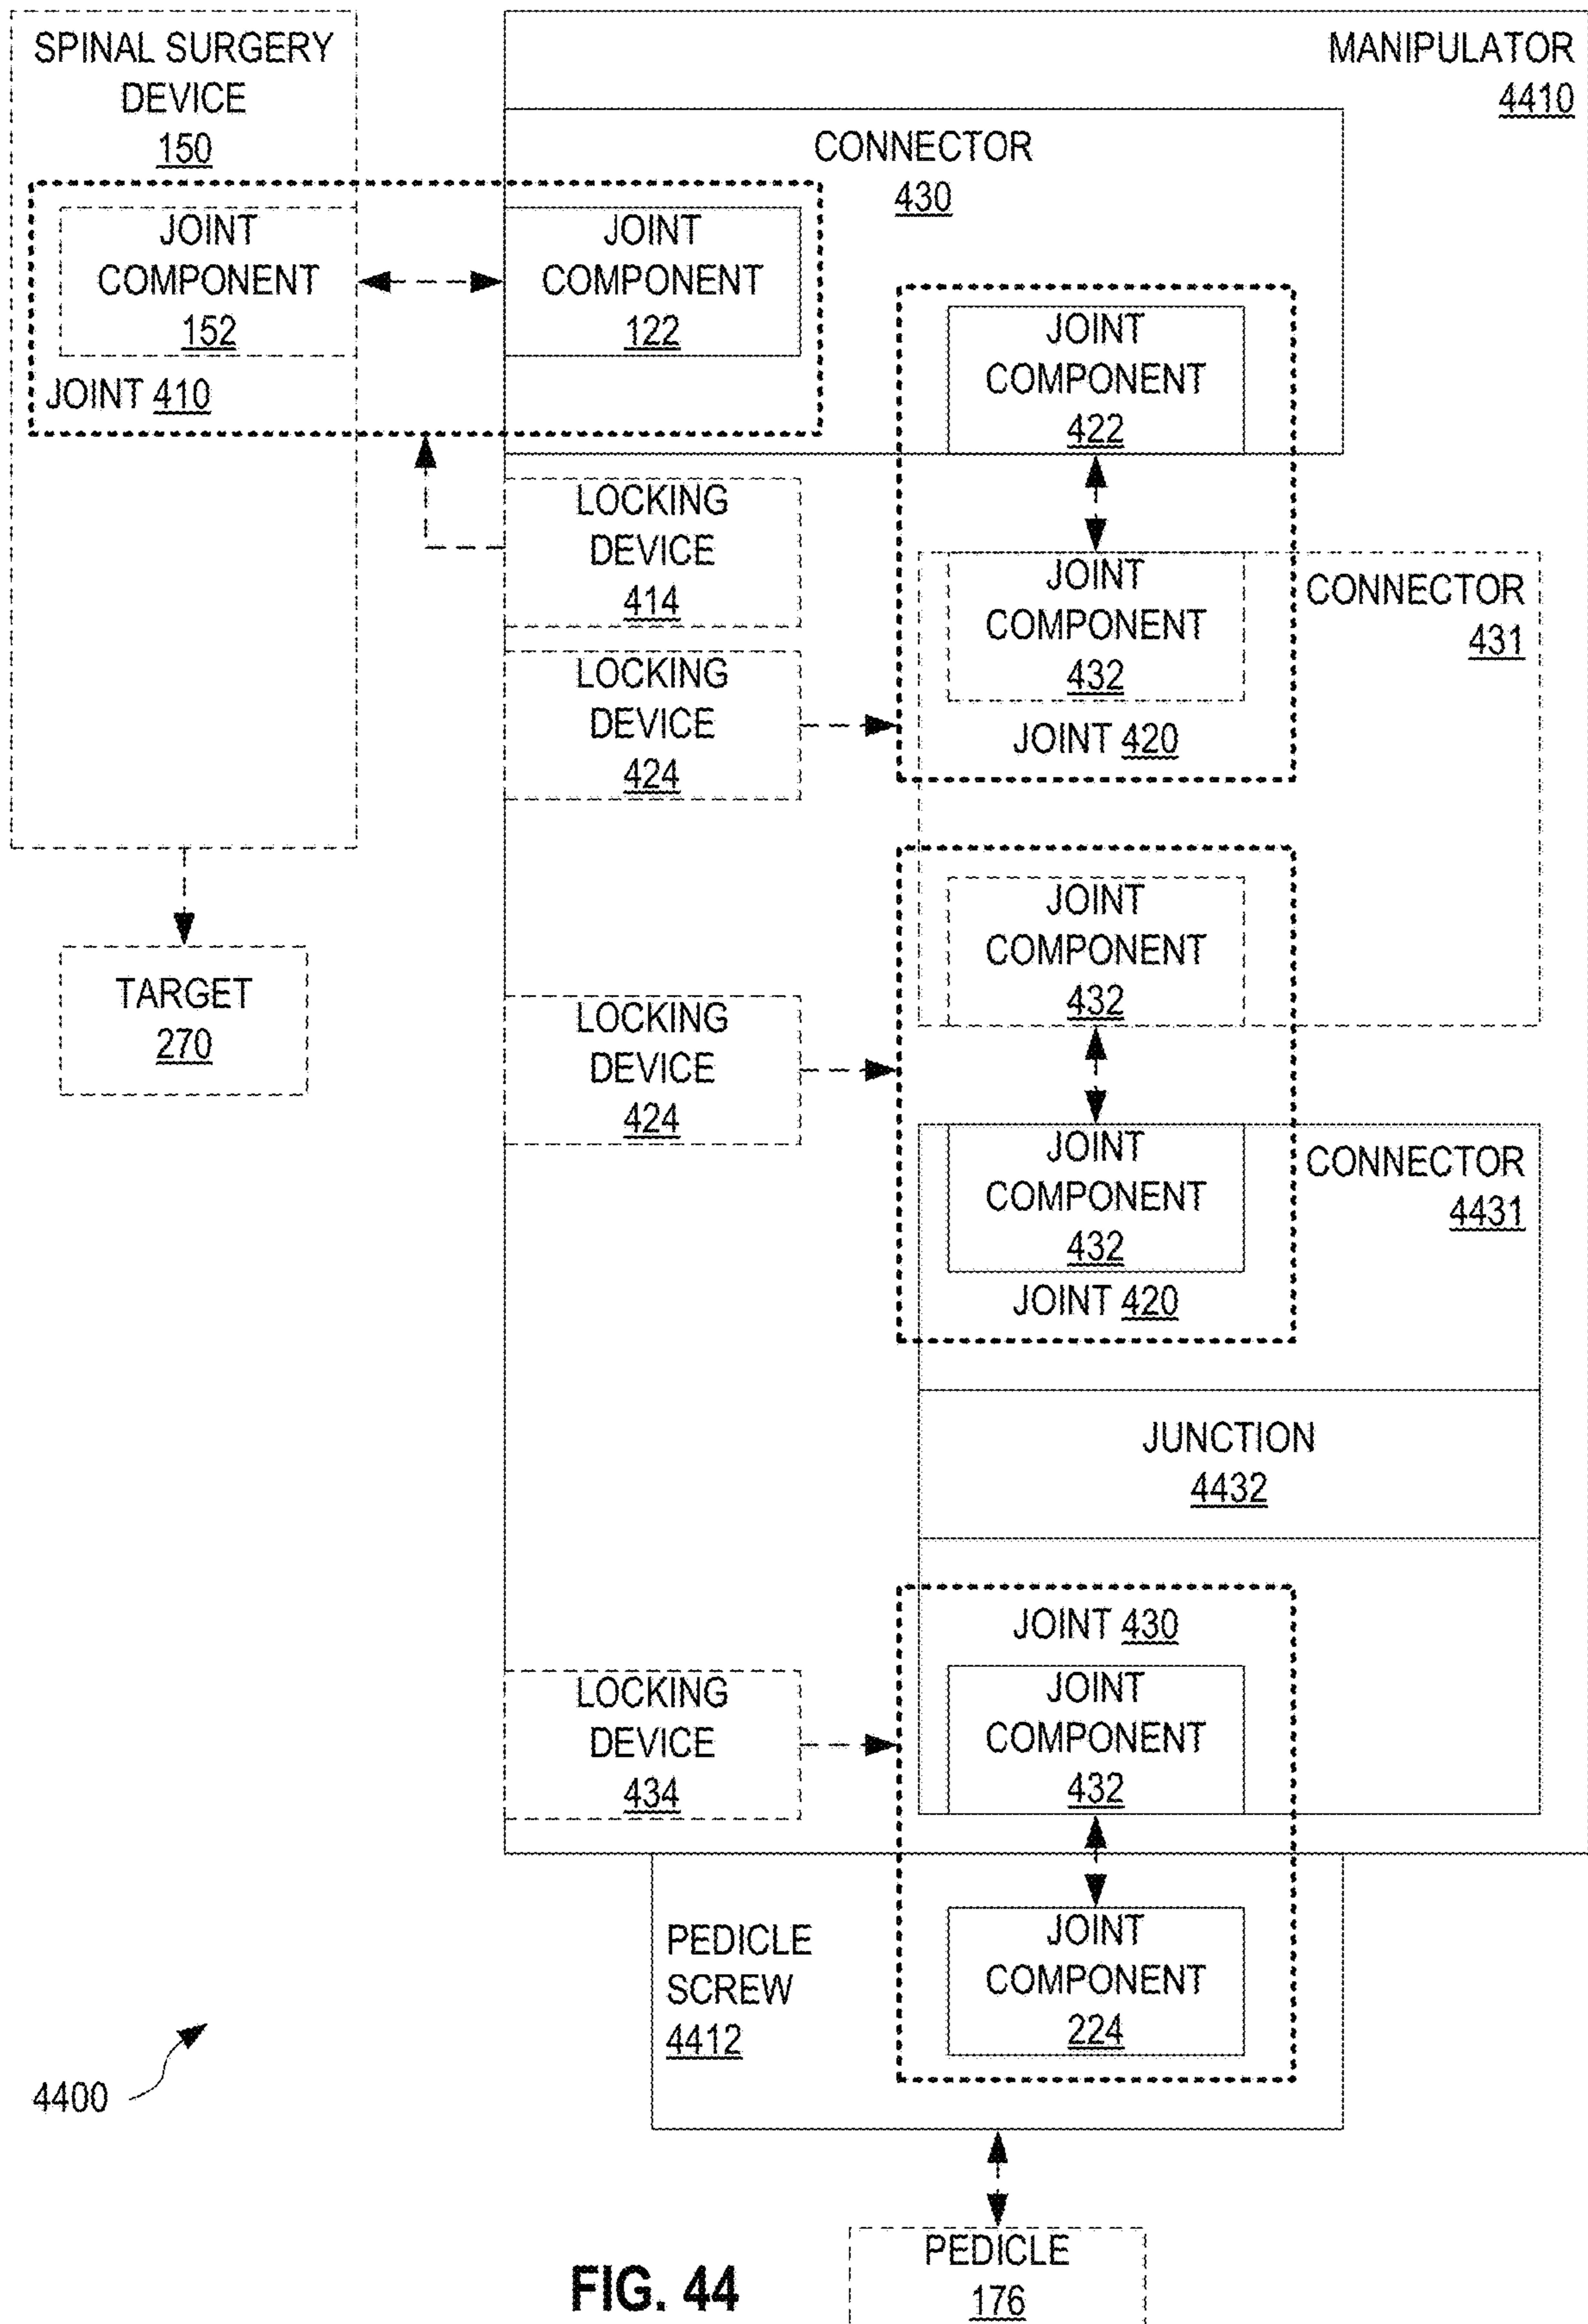 SPINAL SURGERY
DEVICE
150
MANIPULATOR
4410
CONNECTOR
430
JOINT
COMPONENT
152
JOINT 410
JOINT
COMPONENT
122
JOINT
COMPONENT
422
LOCKING
DEVICE
414
JOINT
COMPONENT
432
JOINT 420
CONNECTOR
431
LOCKING
DEVICE
424
JOINT
COMPONENT
432
TARGET
270
LOCKING
DEVICE
424
JOINT
COMPONENT
432
JOINT 420
CONNECTOR
4431
JUNCTION
4432
JOINT 430
JOINT
COMPONENT
432
LOCKING
DEVICE
434
PEDICLE
SCREW
4412
JOINT
COMPONENT
224
4400
PEDICLE
176
FIG. 44